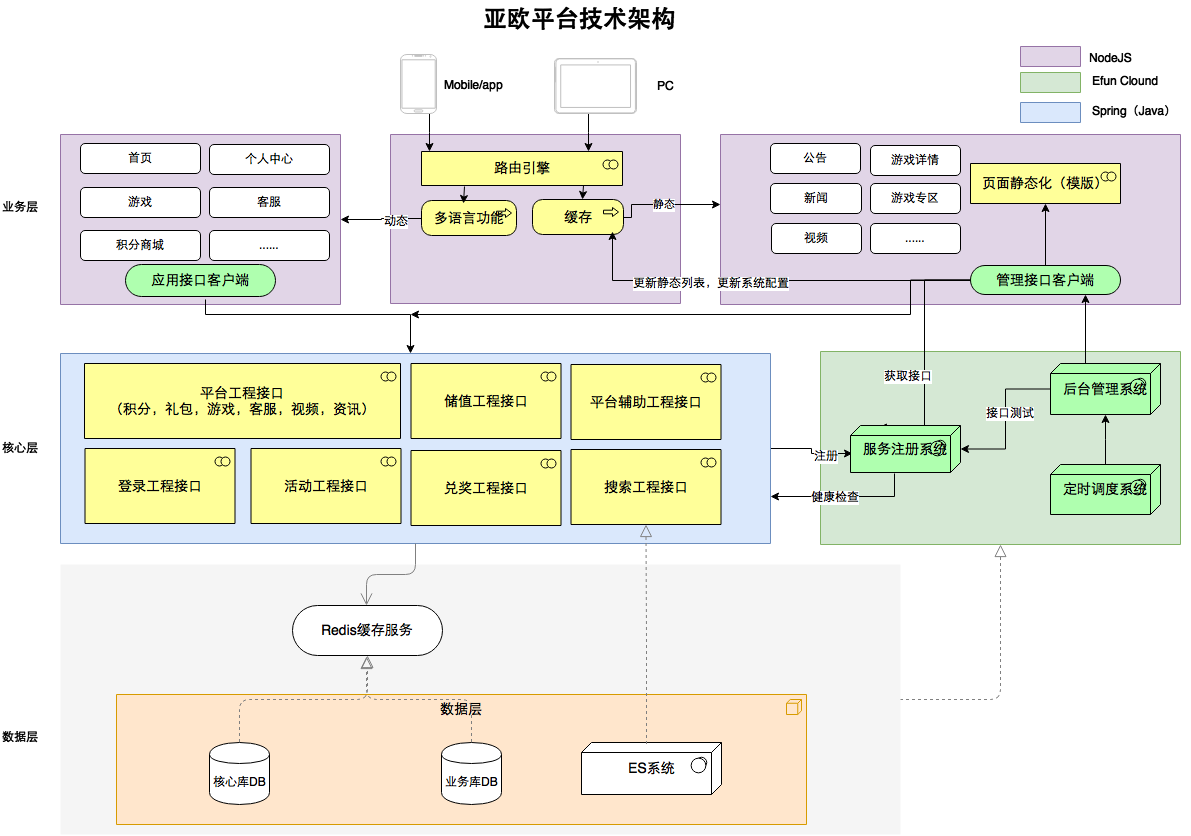 亚欧平台技术架构
Mobile/app
PC
NodeJS
Efun Clound
Spring（Java）
业务层
首页
个人中心
游戏
客服
积分商城
......
应用接口客户端
动态
路由引擎
多语言功能
缓存
静态
更新静态列表，更新系统配置
公告
游戏详情
新闻
游戏专区
视频
......
页面静态化（模版）
管理接口客户端
核心层
平台工程接口
（积分，礼包，游戏，客服，视频，资讯）
储值工程接口
平台辅助工程接口
登录工程接口
活动工程接口
兑奖工程接口
搜索工程接口
获取接口
接口测试
后台管理系统
注册
服务注册系统
健康检查
定时调度系统
数据层
Redis缓存服务
数据层
核心库DB
业务库DB
ES系统